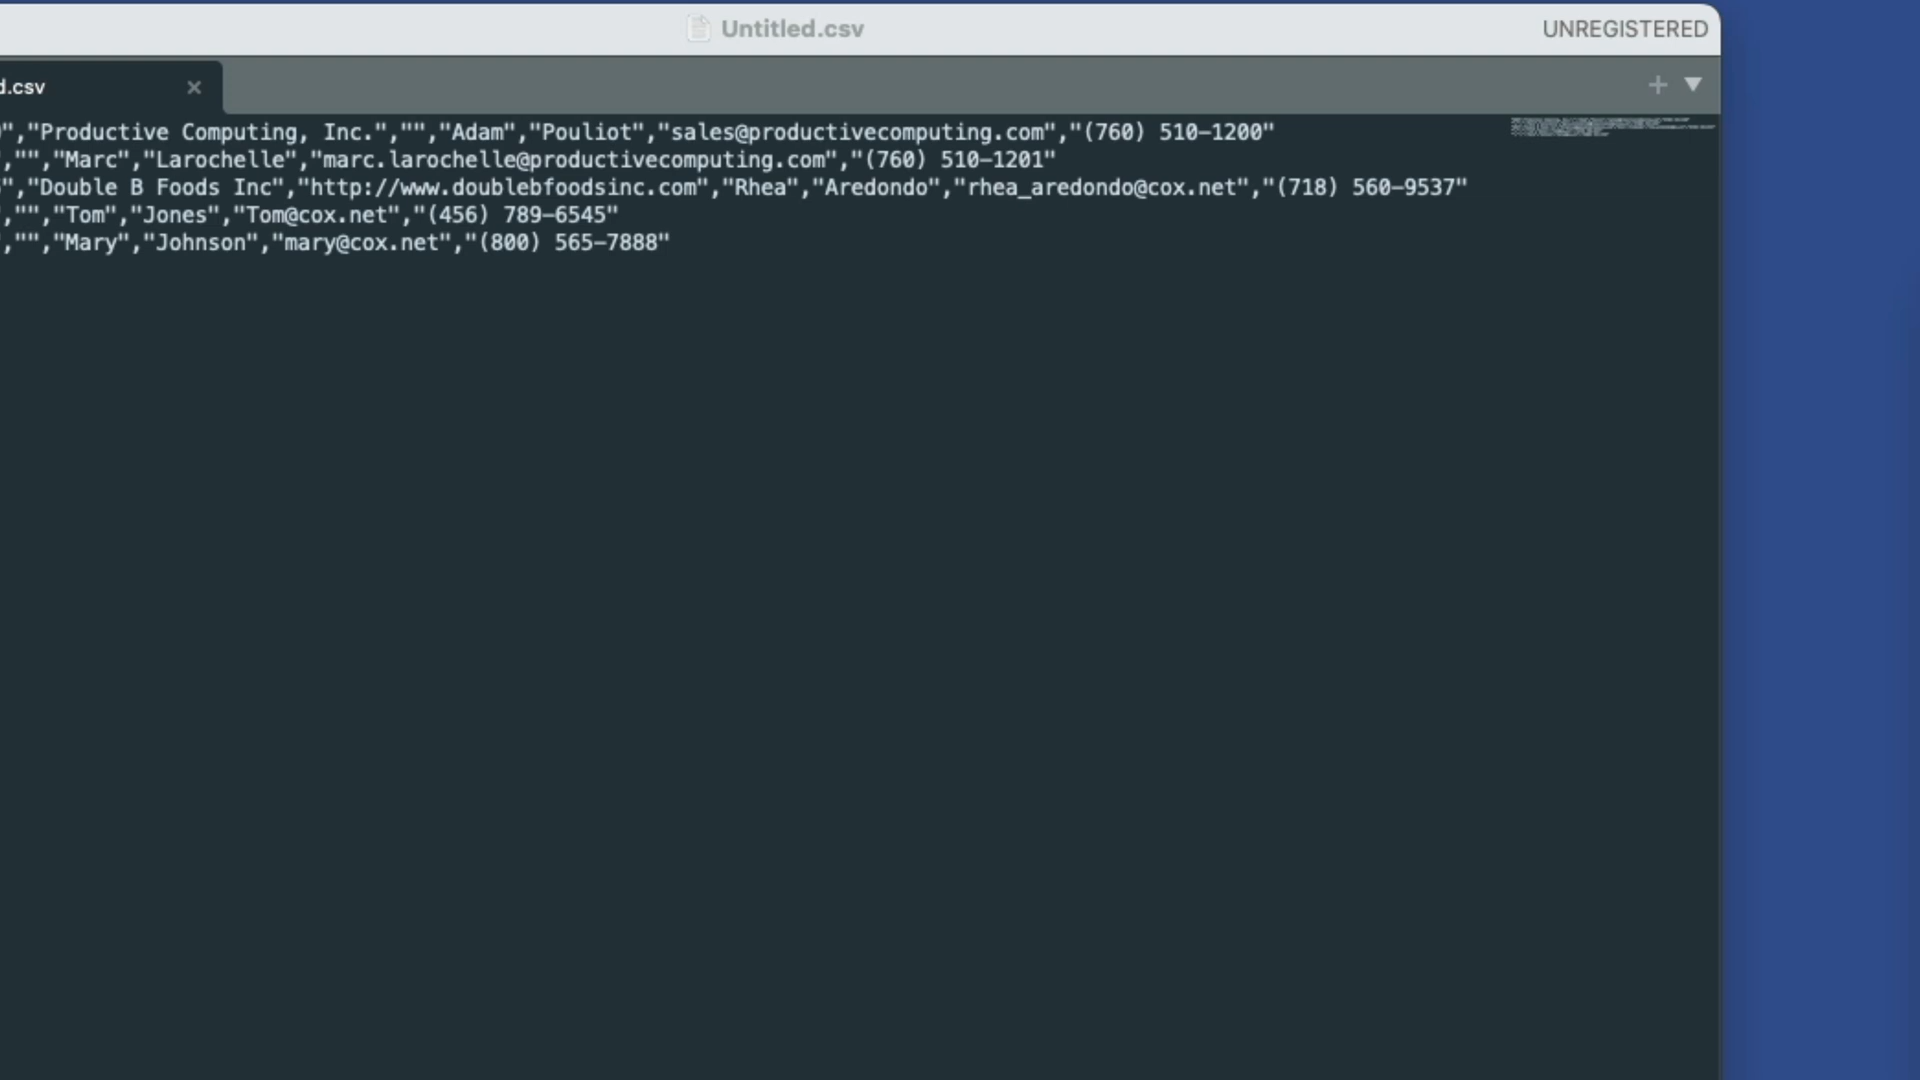 Untitled.csv
UNREGISTERED
d.csv
","Productive Computing, Inc.","","Adam","Pouliot","sales@productivecomputing.com","(760) 510-1200"
,"","Marc","Larochelle","marc.larochelle@productivecomputing.com","(760) 510-1201"
","Double B Foods Inc","http://www.doublebfoodsinc.com","Rhea","Aredondo","rhea_aredondo@cox.net","(718) 560-9537"
,"","Tom","Jones","Tom@cox.net","(456) 789-6545"
,"","Mary","Johnson","mary@cox.net","(800) 565-7888"